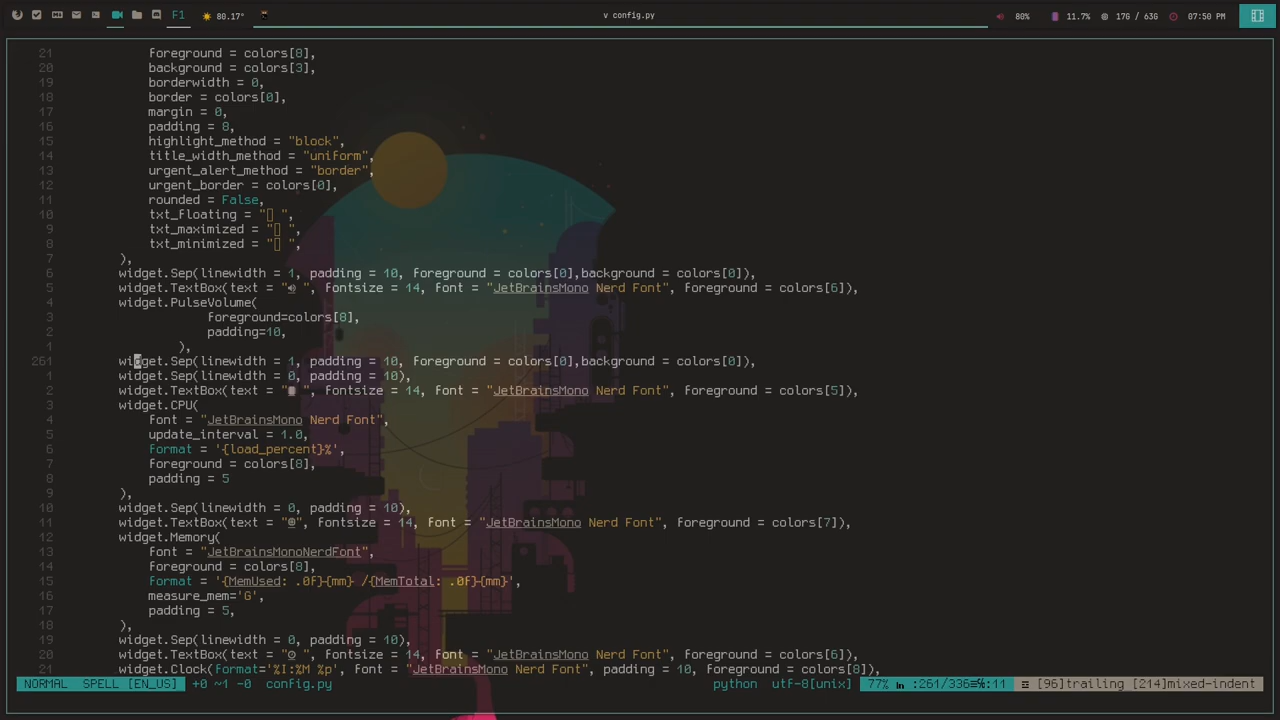 F1 80.17° v config.py 80% 11.7% 17G / 63G 07:50 PM
21 foreground = colors[8],
20 background = colors[3],
19 borderwidth = 0,
18 border = colors[0],
17 margin = 0,
16 padding = 8,
15 highlight_method = "block",
14 title_width_method = "uniform",
13 urgent_alert_method = "border",
12 urgent_border = colors[0],
11 rounded = False,
10 txt_floating = " ",
9 txt_maximized = " ",
8 txt_minimized = " ",
7 ),
6 widget.Sep(linewidth = 1, padding = 10, foreground = colors[0],background = colors[0]),
5 widget.TextBox(text = " ", fontsize = 14, font = "JetBrainsMono Nerd Font", foreground = colors[6]),
4 widget.PulseVolume(
3 foreground=colors[8],
2 padding=10,
1 ),
261 widget.Sep(linewidth = 1, padding = 10, foreground = colors[0],background = colors[0]),
1 widget.Sep(linewidth = 0, padding = 10),
2 widget.TextBox(text = " ", fontsize = 14, font = "JetBrainsMono Nerd Font", foreground = colors[5]),
3 widget.CPU(
4 font = "JetBrainsMono Nerd Font",
5 update_interval = 1.0,
6 format = '{load_percent}%',
7 foreground = colors[8],
8 padding = 5
9 ),
10 widget.Sep(linewidth = 0, padding = 10),
11 widget.TextBox(text = "", fontsize = 14, font = "JetBrainsMono Nerd Font", foreground = colors[7]),
12 widget.Memory(
13 font = "JetBrainsMonoNerdFont",
14 foreground = colors[8],
15 format = '{MemUsed: .0f}{mm} /{MemTotal: .0f}{mm}',
16 measure_mem='G',
17 padding = 5,
18 ),
19 widget.Sep(linewidth = 0, padding = 10),
20 widget.TextBox(text = " ", fontsize = 14, font = "JetBrainsMono Nerd Font", foreground = colors[6]),
21 widget.Clock(format='%I:%M %p', font = "JetBrainsMono Nerd Font", padding = 10, foreground = colors[8]),
NORMAL SPELL [EN_US] +0 ~1 -0 config.py python utf-8[unix] 77% ㏑ :261/336≡℅:11 ☲ [96]trailing [214]mixed-indent